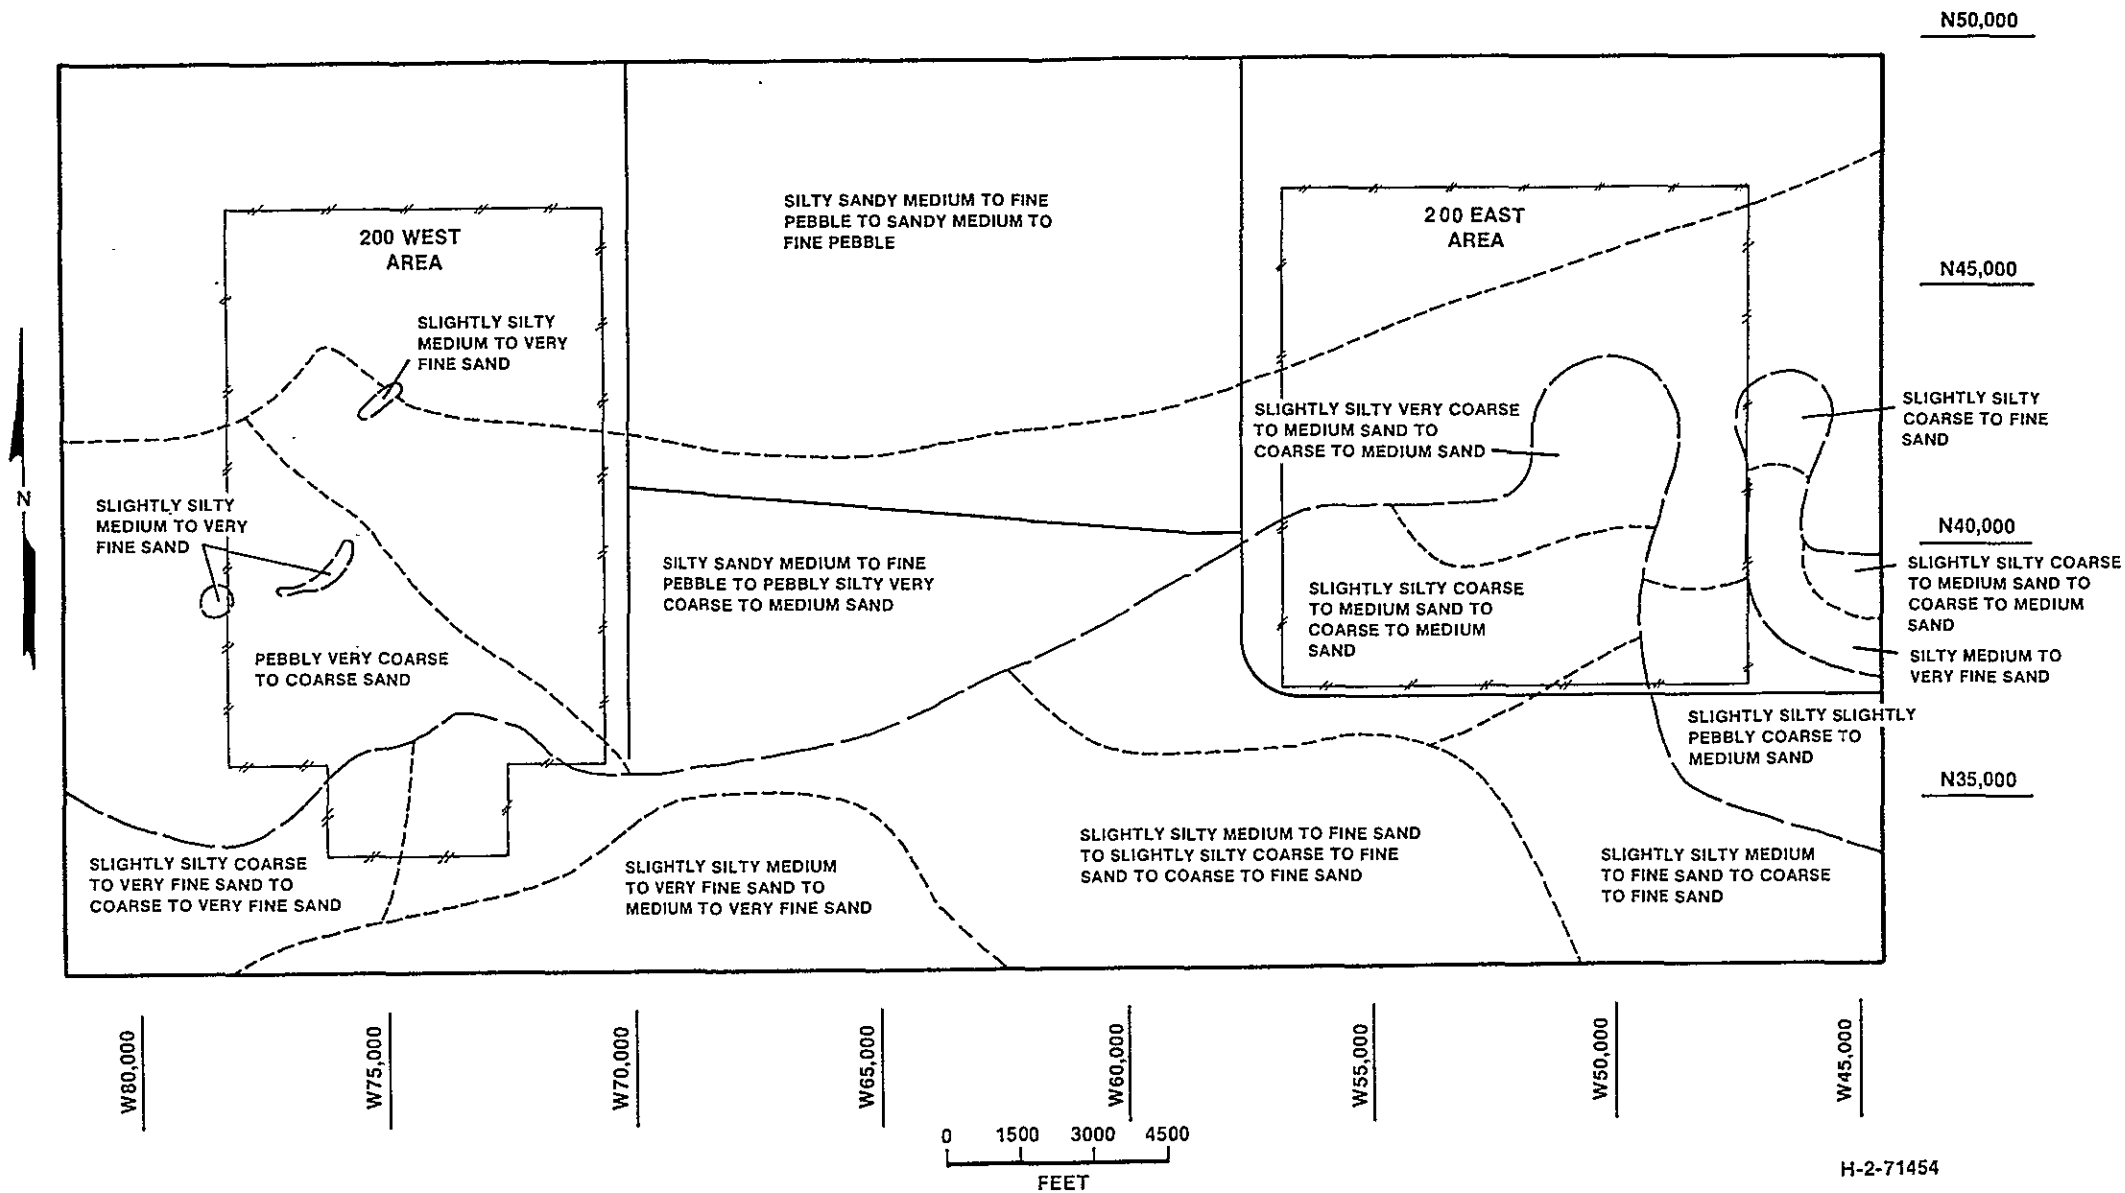 N50,000
SILTY SANDY MEDIUM TO FINE
PEBBLE TO SANDY MEDIUM TO
FINE PEBBLE
200 WEST
AREA
200 EAST
AREA
N45,000
SLIGHTLY SILTY
MEDIUM TO VERY
FINE SAND
SLIGHTLY SILTY VERY COARSE
TO MEDIUM SAND TO
COARSE TO MEDIUM SAND
SLIGHTLY SILTY
COARSE TO FINE
SAND
N
SLIGHTLY SILTY
MEDIUM TO VERY
FINE SAND
N40,000
SILTY SANDY MEDIUM TO FINE
PEBBLE TO PEBBLY SILTY VERY
COARSE TO MEDIUM SAND
SLIGHTLY SILTY COARSE
TO MEDIUM SAND TO
COARSE TO MEDIUM
SAND
SLIGHTLY SILTY COARSE
TO MEDIUM SAND TO
COARSE TO MEDIUM
SAND
PEBBLY VERY COARSE
TO COARSE SAND
SILTY MEDIUM TO
VERY FINE SAND
SLIGHTLY SILTY SLIGHTLY
PEBBLY COARSE TO
MEDIUM SAND
N35,000
SLIGHTLY SILTY COARSE
TO VERY FINE SAND TO
COARSE TO VERY FINE SAND
SLIGHTLY SILTY MEDIUM
TO VERY FINE SAND TO
MEDIUM TO VERY FINE SAND
SLIGHTLY SILTY MEDIUM TO FINE SAND
TO SLIGHTLY SILTY COARSE TO FINE
SAND TO COARSE TO FINE SAND
SLIGHTLY SILTY MEDIUM
TO FINE SAND TO COARSE
TO FINE SAND
W80,000
W75,000
W70,000
W65,000
W60,000
W55,000
W50,000
W45,000
0 1500 3000 4500
FEET
H-2-71454